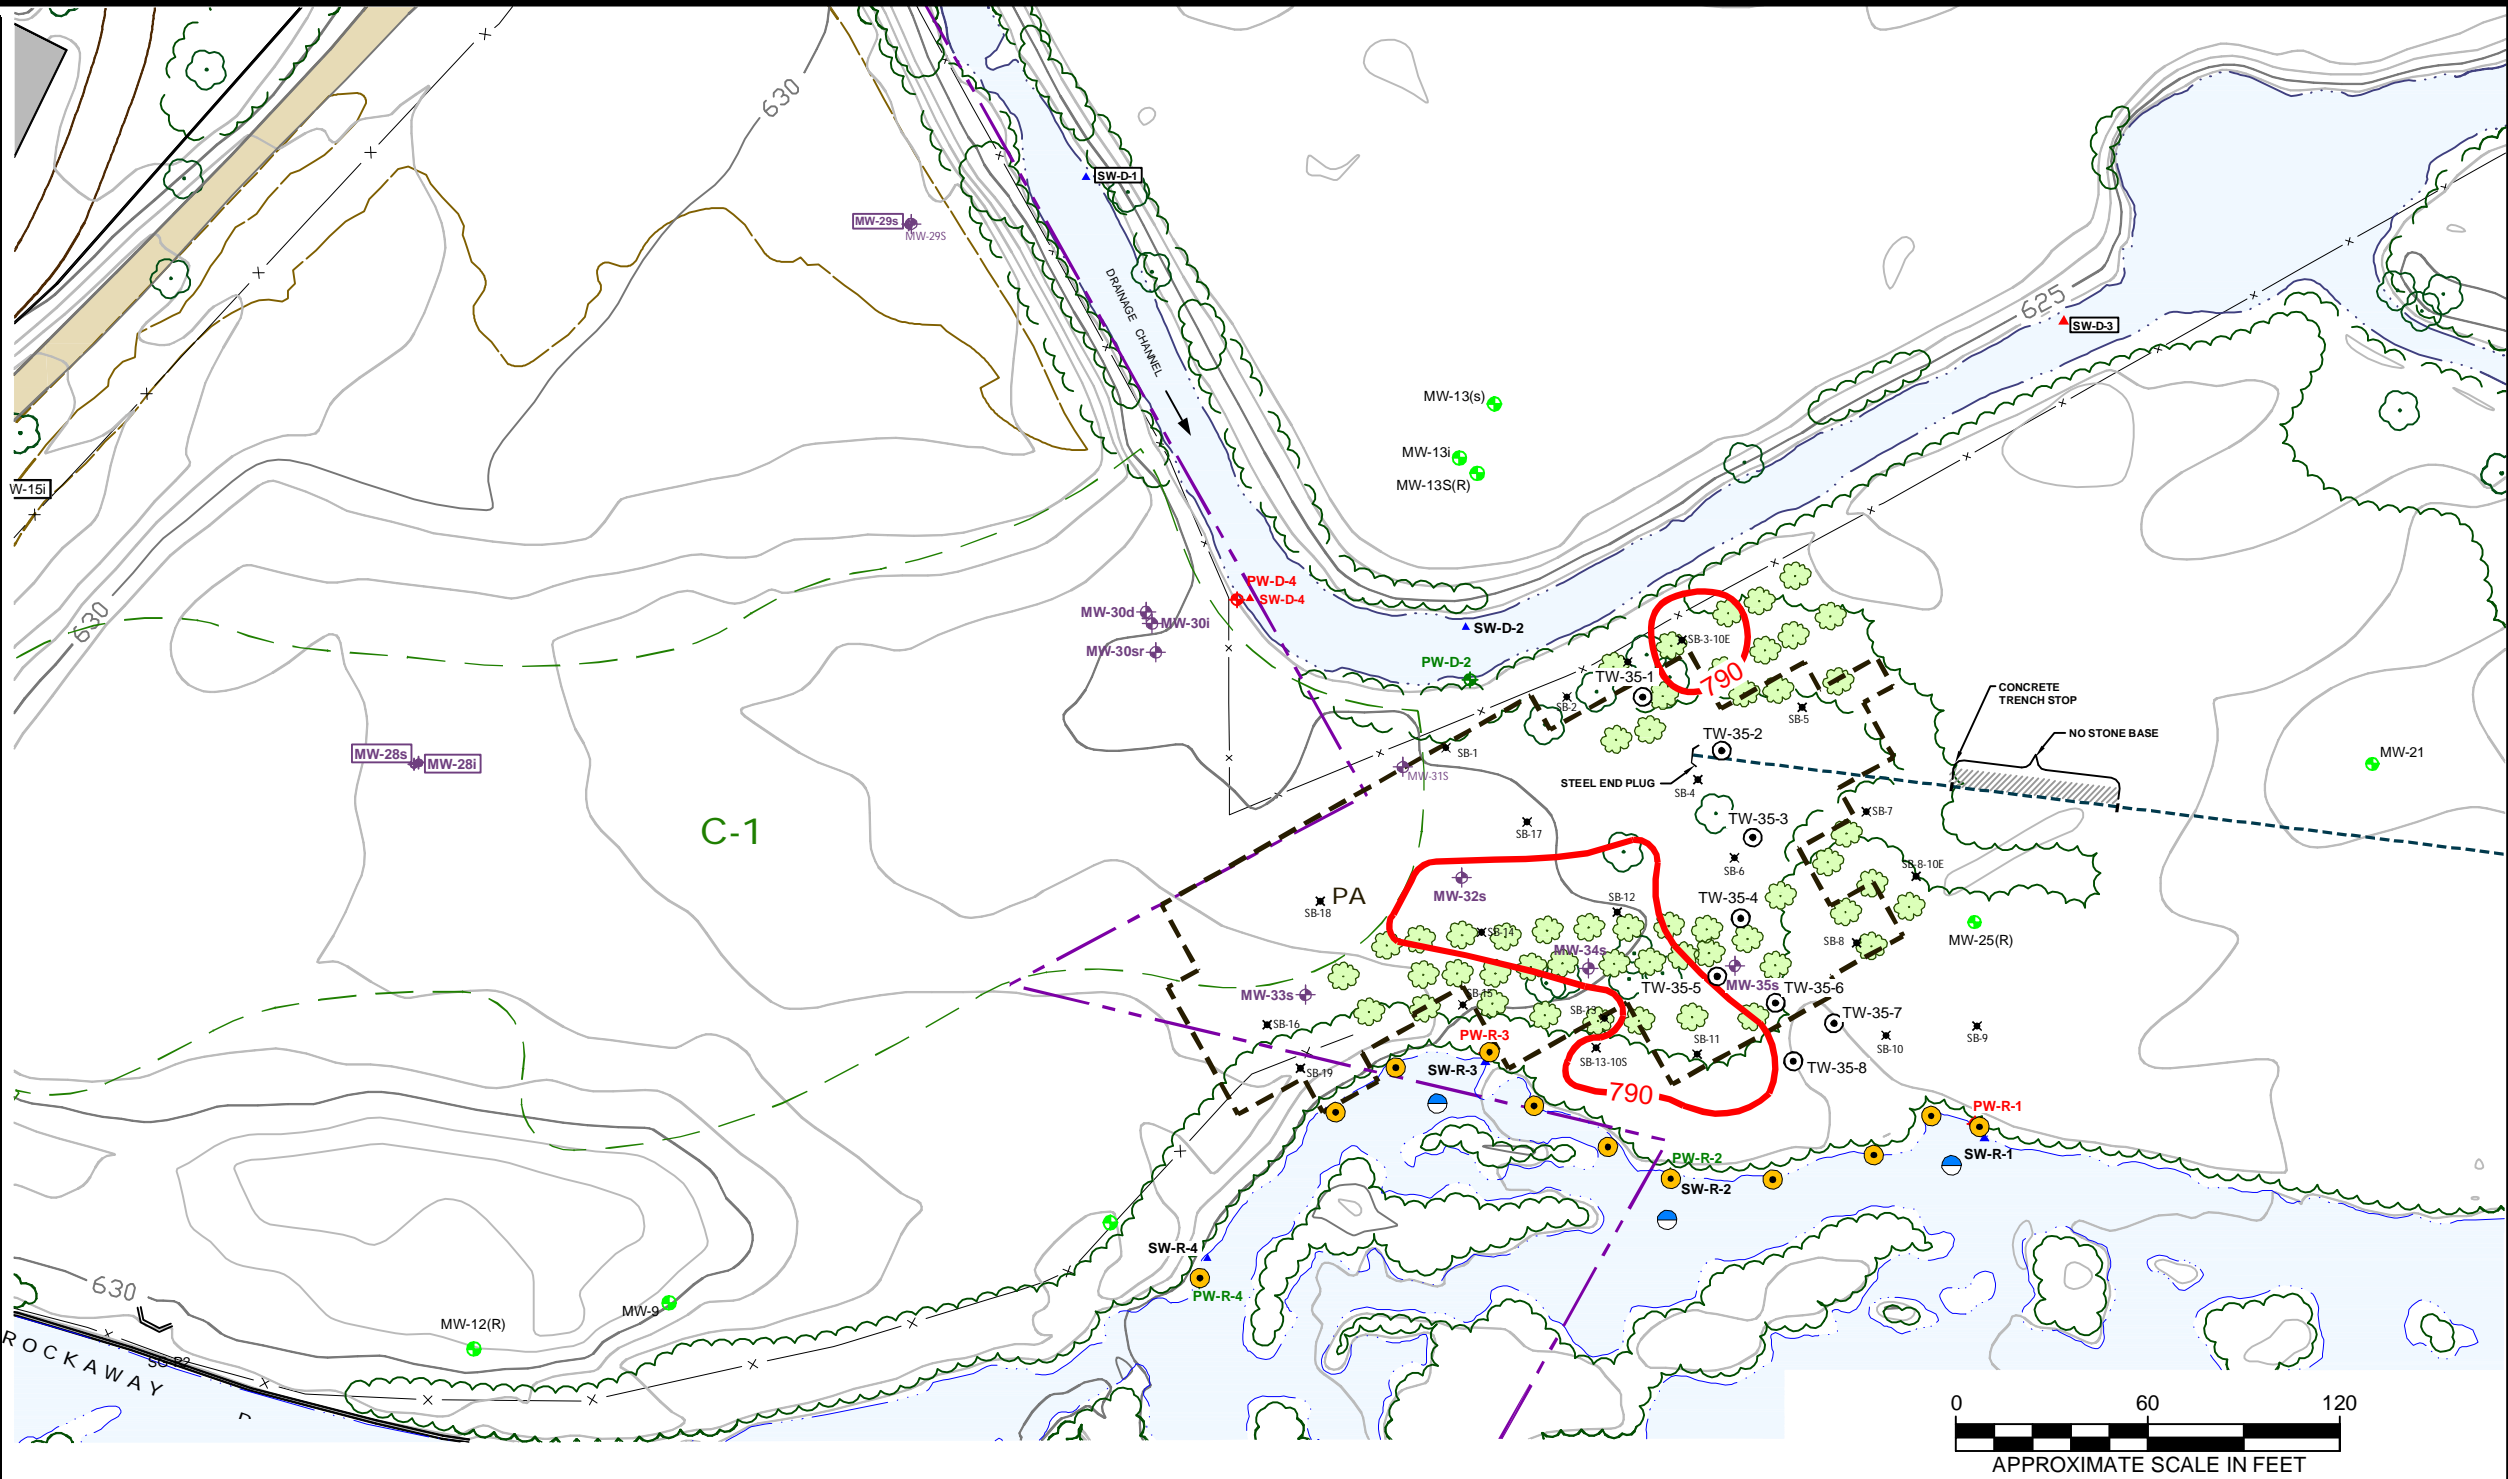 630
SW-D-1
MW-29s
MW-29S
DRAINAGE CHANNEL
625
SW-D-3
MW-13(s)
MW-13i
MW-13S(R)
W-15i
PW-D-4
SW-D-4
MW-30d
MW-30i
MW-30sr
630
SW-D-2
PW-D-2
SB-3-10E
TW-35-1
790
SB-2
SB-5
CONCRETE
TRENCH STOP
NO STONE BASE
TW-35-2
SB-1
MW-31S
STEEL END PLUG
SB-4
MW-21
MW-28s
MW-28i
C-1
SB-17
TW-35-3
SB-7
SB-6
SB-8-10E
PA
SB-18
MW-32s
SB-12
TW-35-4
SB-14
MW-34s
SB-8
MW-25(R)
MW-33s
SB-15
TW-35-5
MW-35s
TW-35-6
SB-13
TW-35-7
SB-16
PW-R-3
SB-11
SB-10
SB-9
SB-13-10S
SW-R-3
SB-19
TW-35-8
790
PW-R-1
SW-R-1
PW-R-2
SW-R-2
SW-R-4
PW-R-4
630
MW-9
MW-12(R)
ROCKAWAY
0 60 120
APPROXIMATE SCALE IN FEET